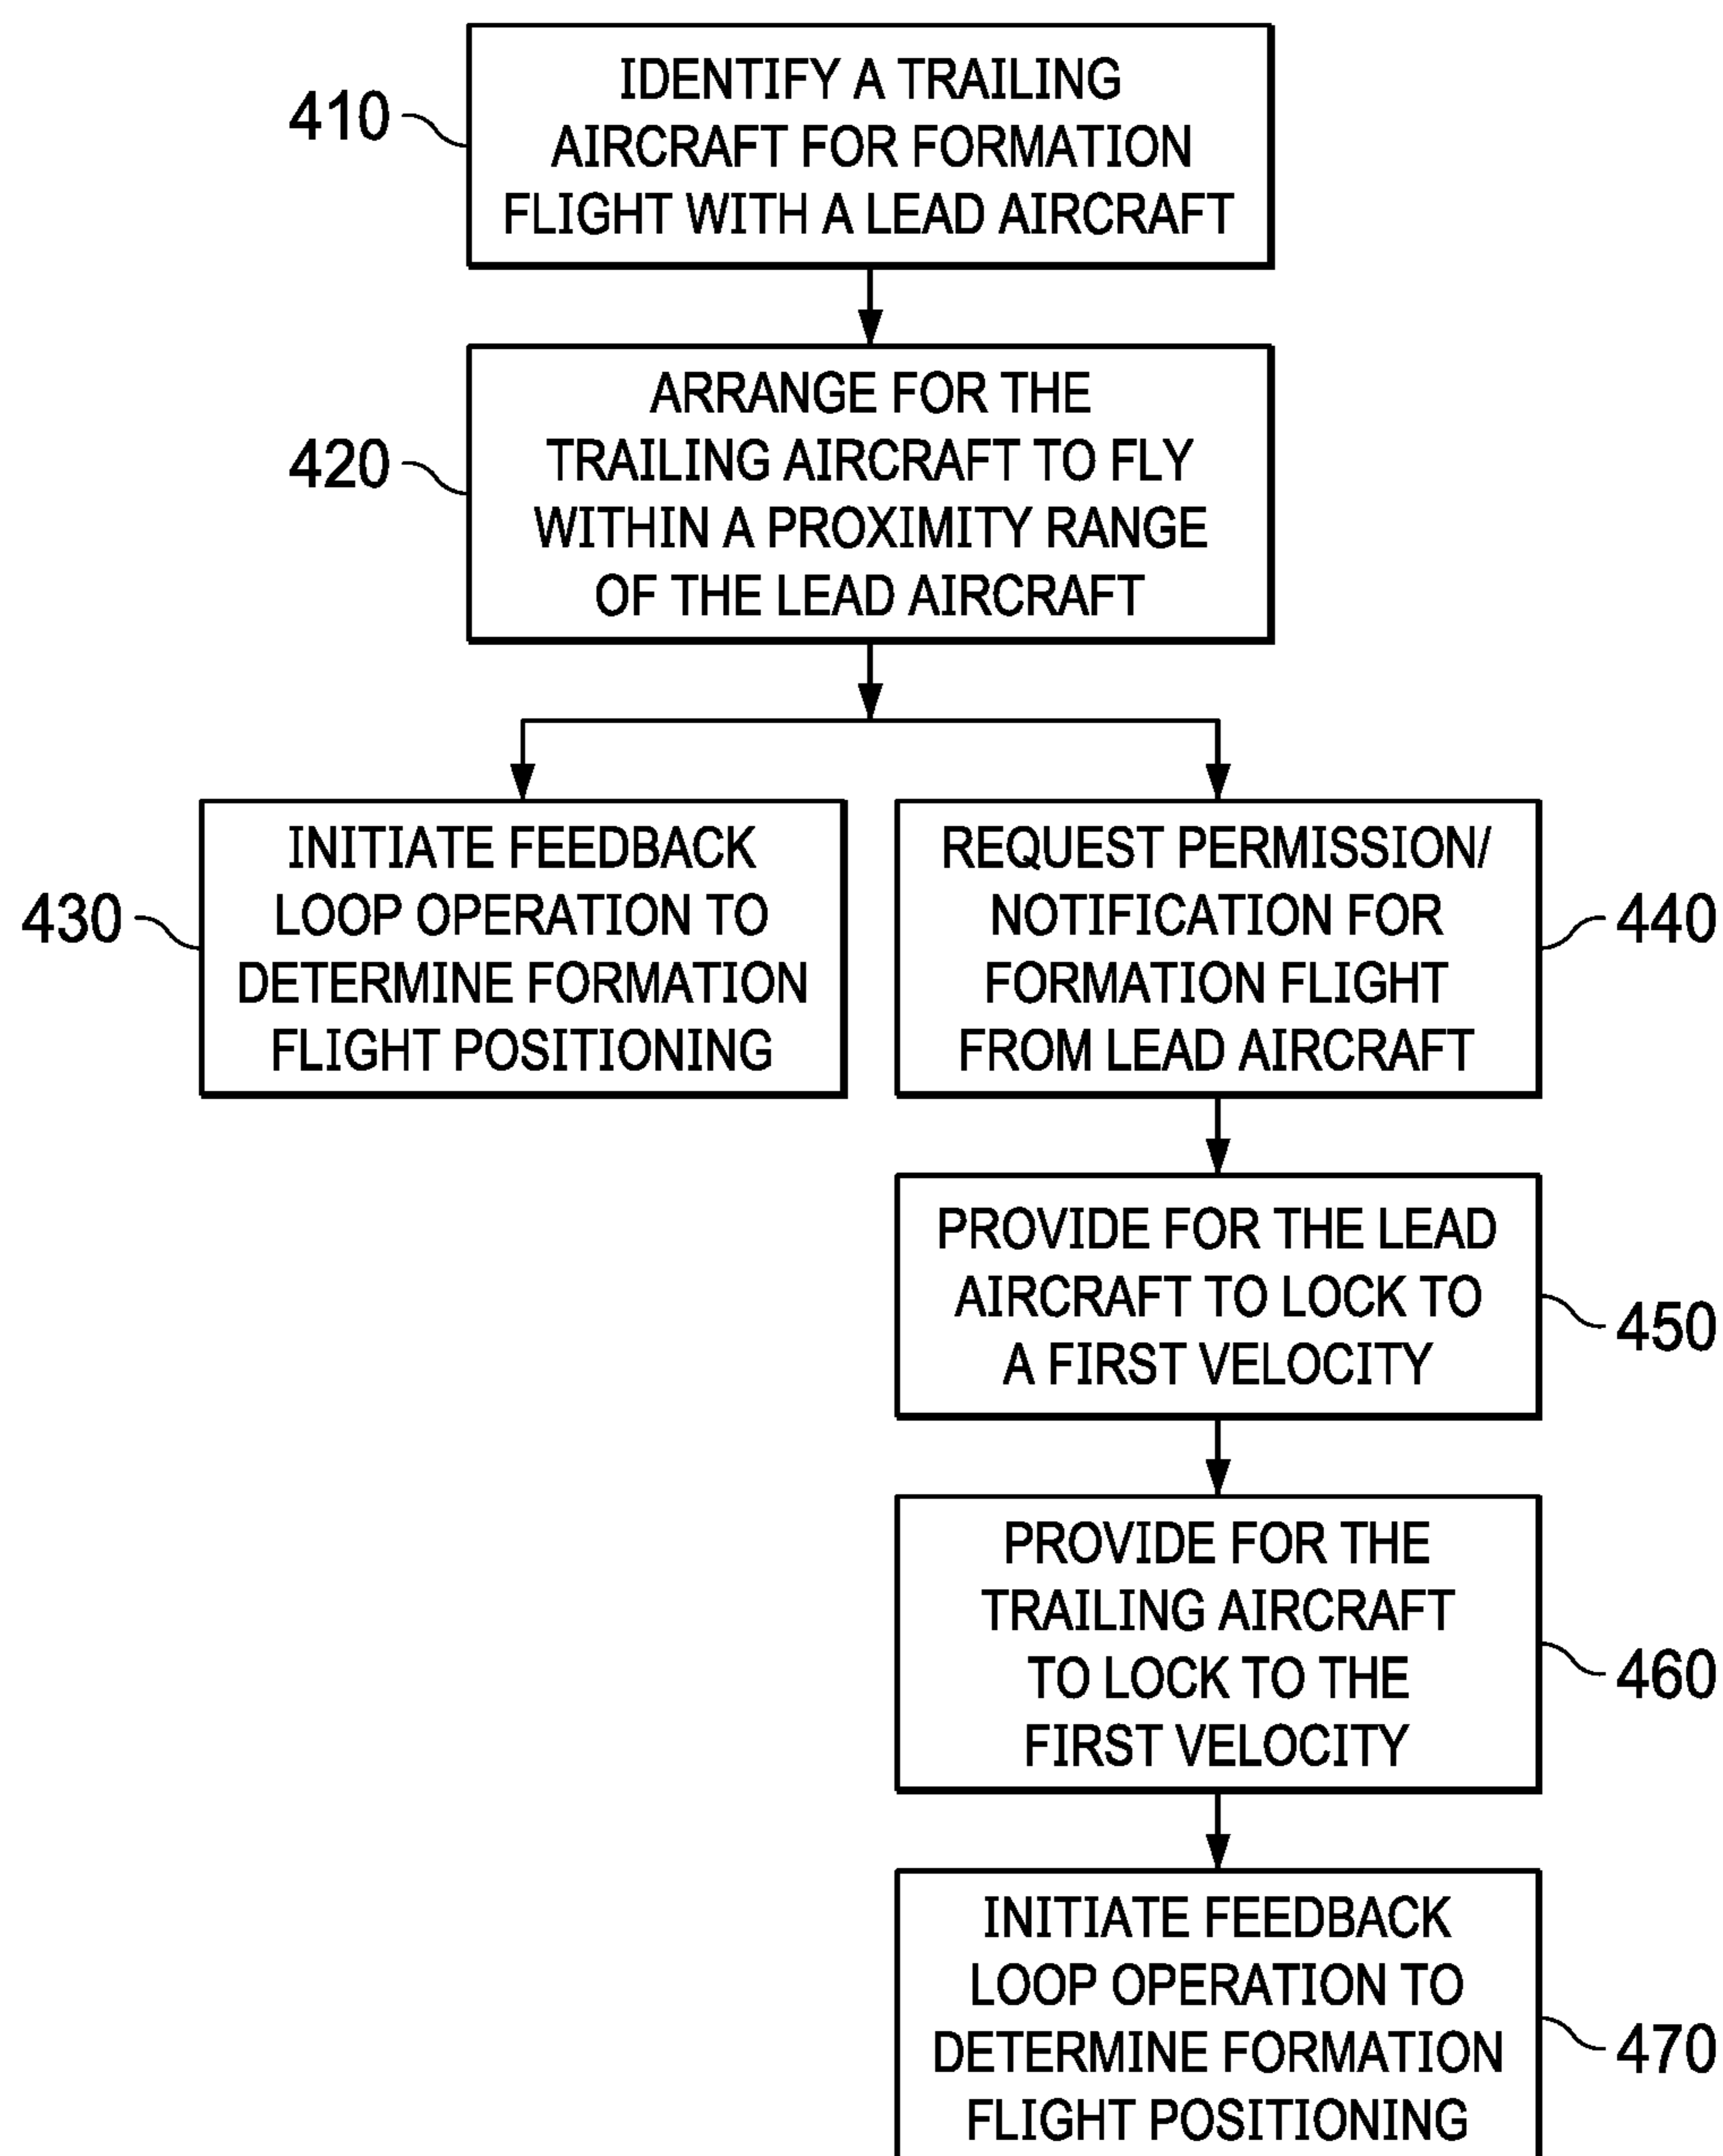 410
IDENTIFY A TRAILING
AIRCRAFT FOR FORMATION
FLIGHT WITH A LEAD AIRCRAFT
420
ARRANGE FOR THE
TRAILING AIRCRAFT TO FLY
WITHIN A PROXIMITY RANGE
OF THE LEAD AIRCRAFT
430
INITIATE FEEDBACK
LOOP OPERATION TO
DETERMINE FORMATION
FLIGHT POSITIONING
REQUEST PERMISSION/
NOTIFICATION FOR
FORMATION FLIGHT
FROM LEAD AIRCRAFT
440
PROVIDE FOR THE LEAD
AIRCRAFT TO LOCK TO
A FIRST VELOCITY
450
PROVIDE FOR THE
TRAILING AIRCRAFT
TO LOCK TO THE
FIRST VELOCITY
460
INITIATE FEEDBACK
LOOP OPERATION TO
DETERMINE FORMATION
FLIGHT POSITIONING
470